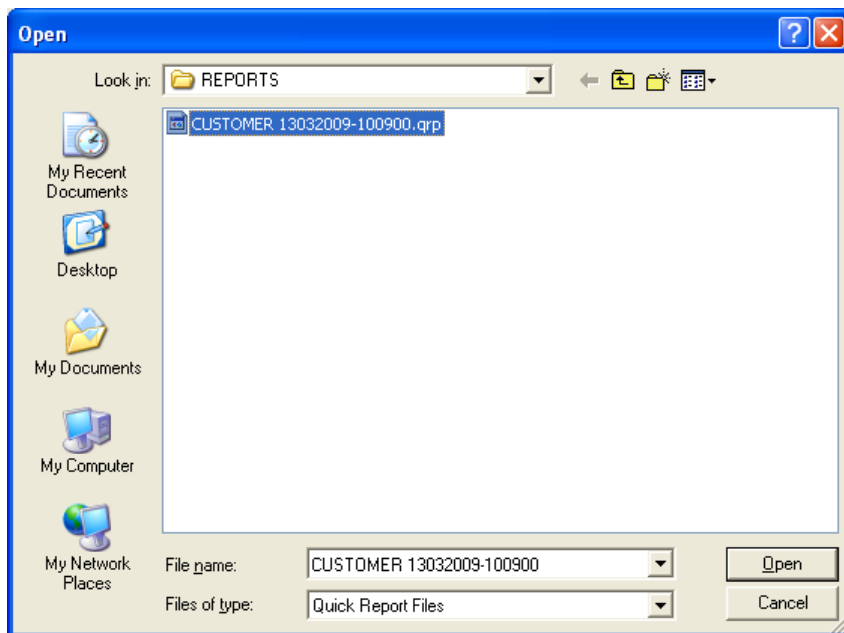 Open
Look in: REPORTS
CUSTOMER 13032009-100900.qrp
My Recent
Documents
Desktop
My Documents
My Computer
My Network
Places
File name: CUSTOMER 13032009-100900 Open
Files of type: Quick Report Files Cancel